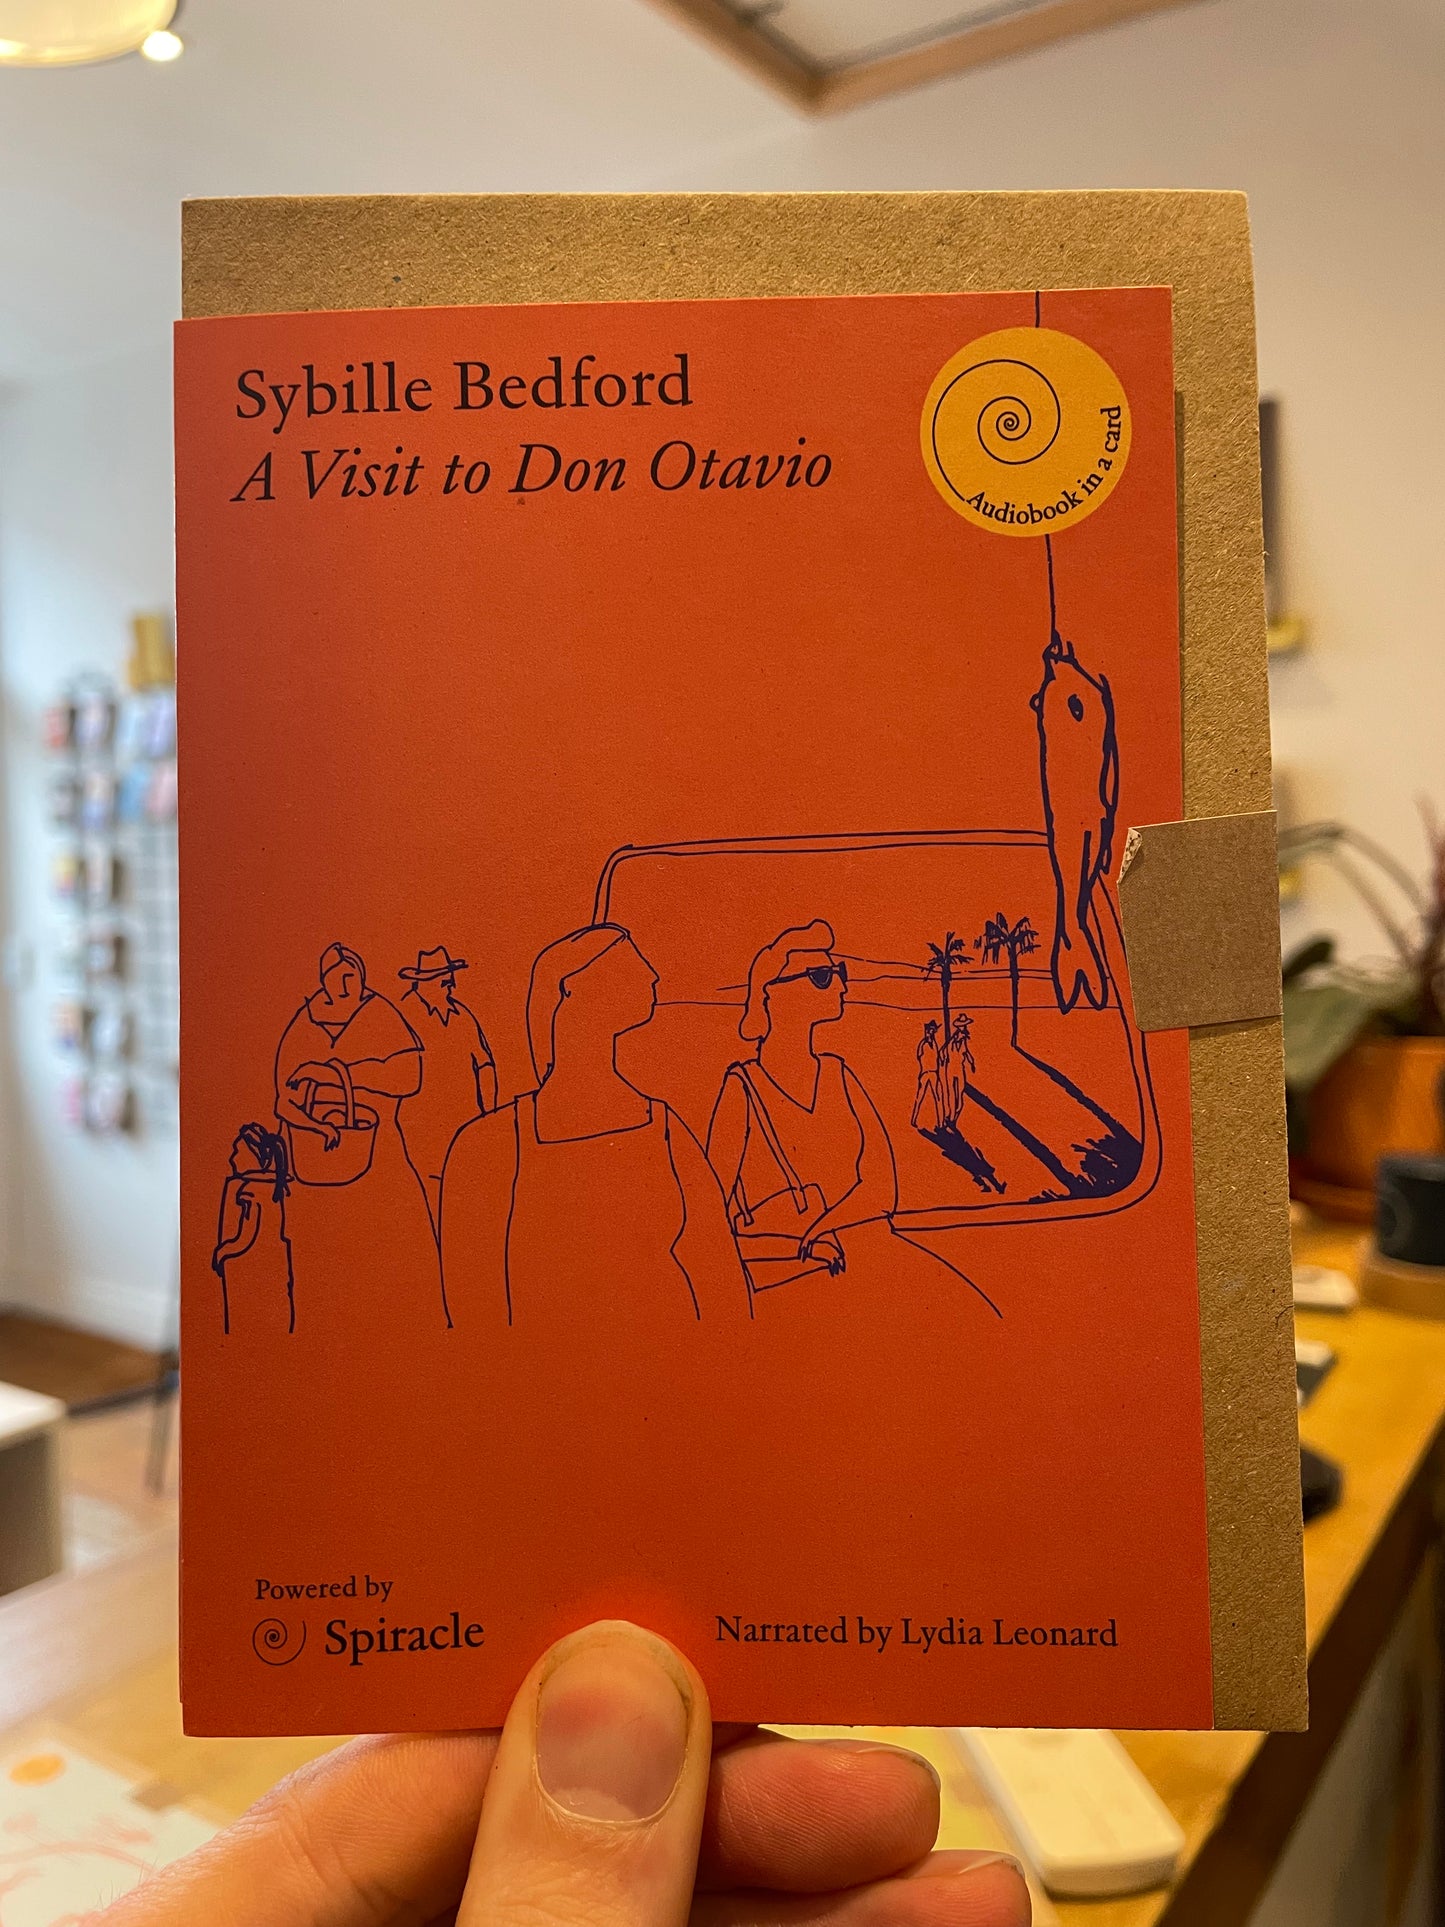 Sybille Bedford
A Visit to Don Otavio
Audiobook in a card
Powered by
Spiracle
Narrated by Lydia Leonard